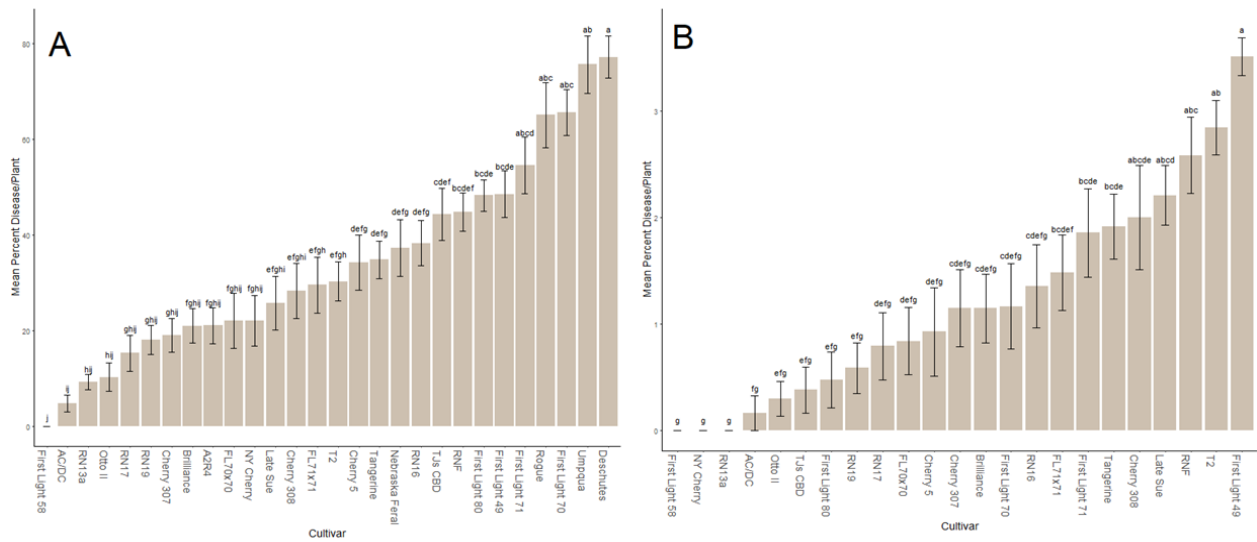 A
Mean Percent Disease/Plant
80
60
40
20
0
j
ij
hij
hij
ghij
ghij
ghij
fghij
fghij
fghij
fghij
efghi
efghi
efgh
efgh
defg
defg
defg
defg
cdef
bcdef
bcde
bcde
abcd
abc
abc
ab
a
First Light 58
AC/DC
RN13a
Otto II
RN17
RN19
Cherry 307
Brilliance
A2R4
FL70x70
NY Cherry
Late Sue
Cherry 308
FL71x71
T2
Cherry 5
Tangerine
Nebraska Feral
RN16
TJs CBD
RNF
First Light 80
First Light 49
First Light 71
Rogue
First Light 70
Umpqua
Deschutes
Cultivar
B
Mean Percent Disease/Plant
3
2
1
0
g
g
g
fg
efg
efg
efg
efg
defg
defg
defg
cdefg
cdefg
cdefg
cdefg
bcdef
bcde
bcde
abcde
abcd
abc
ab
a
First Light 58
NY Cherry
RN13a
AC/DC
Otto II
TJs CBD
First Light 80
RN19
RN17
FL70x70
Cherry 5
Cherry 307
Brilliance
First Light 70
RN16
FL71x71
First Light 71
Tangerine
Cherry 308
Late Sue
RNF
T2
First Light 49
Cultivar